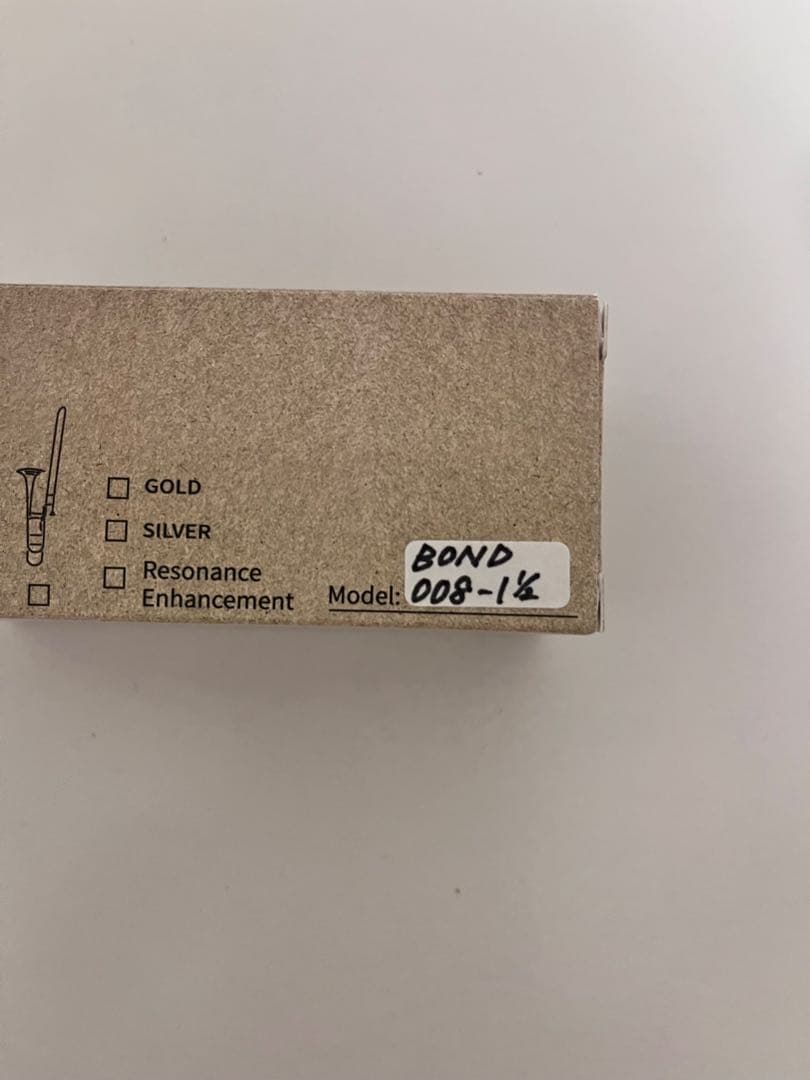 GOLD
SILVER
Resonance
Enhancement
Model:
BOND
008-1½